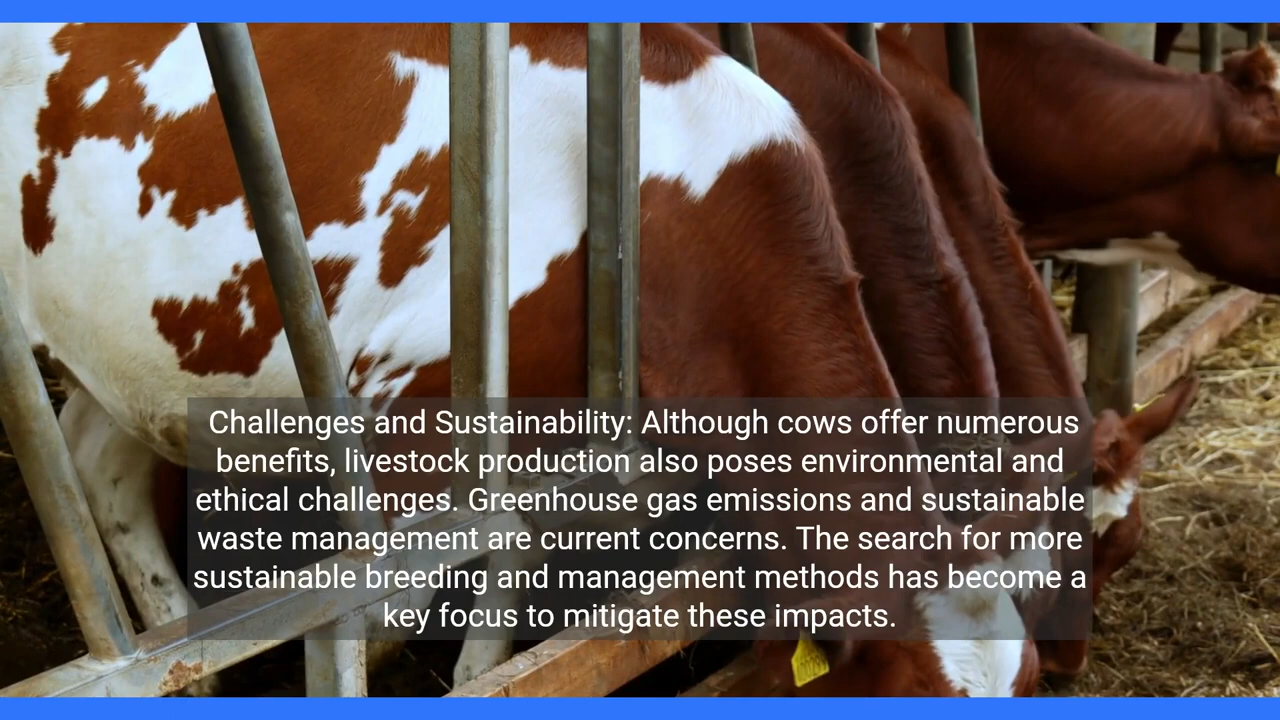 Challenges and Sustainability: Although cows offer numerous
benefits, livestock production also poses environmental and
ethical challenges. Greenhouse gas emissions and sustainable
waste management are current concerns. The search for more
sustainable breeding and management methods has become a
key focus to mitigate these impacts.